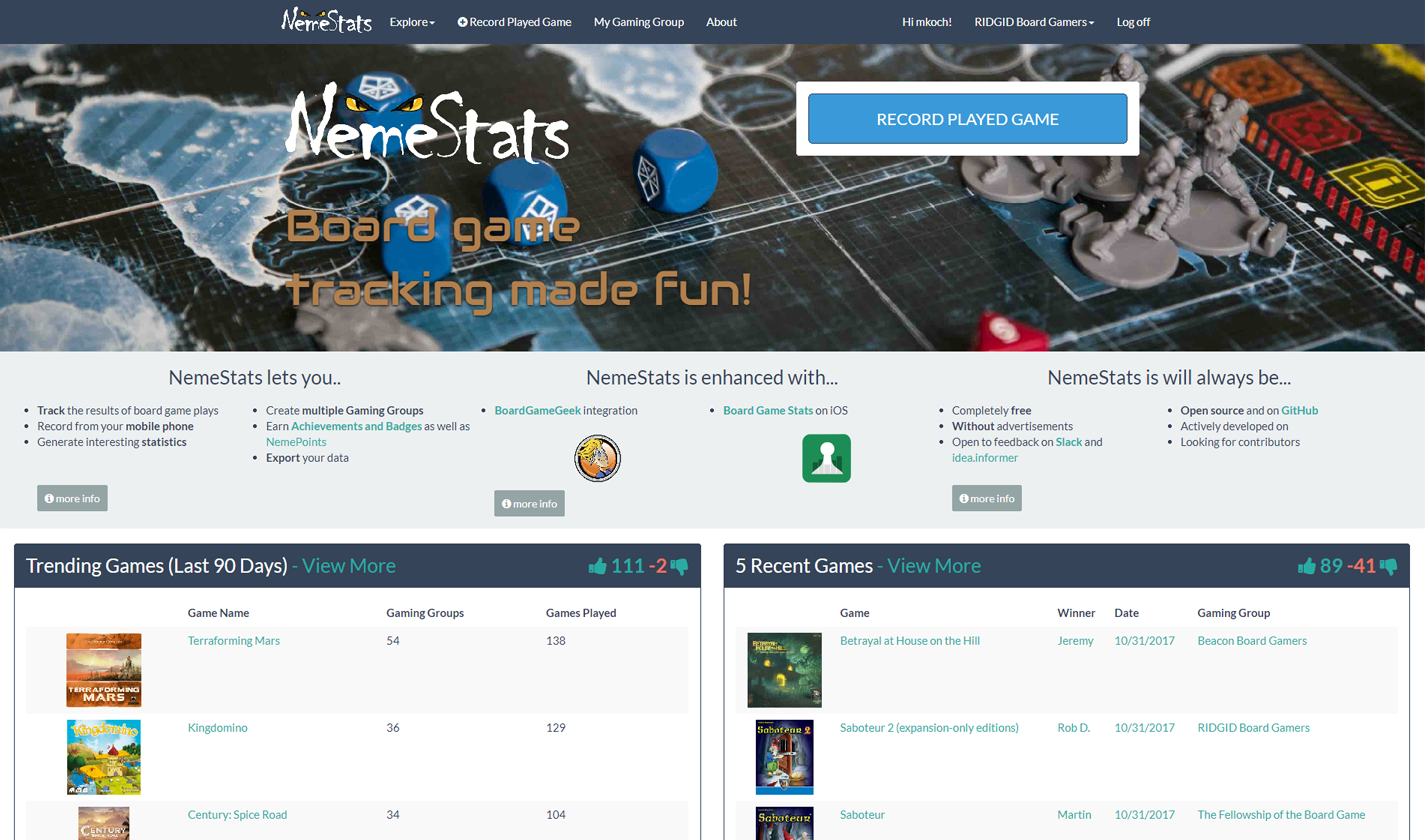 NemeStats Explore Record Played Game My Gaming Group About Hi mkoch! RIDGID Board Gamers Log off
NemeStats
RECORD PLAYED GAME
Board game
tracking made fun!
NemeStats lets you..
Track the results of board game plays
Record from your mobile phone
Generate interesting statistics
Create multiple Gaming Groups
Earn Achievements and Badges as well as
NemePoints
Export your data
more info
NemeStats is enhanced with...
BoardGameGeek integration
Board Game Stats on iOS
more info
NemeStats is will always be...
Completely free
Without advertisements
Open to feedback on Slack and
idea.informer
Open source and on GitHub
Actively developed on
Looking for contributors
more info
Trending Games (Last 90 Days) - View More 111 -2
Game Name Gaming Groups Games Played
TERRAFORMING
MARS
Terraforming Mars 54 138
Kingdomino
Kingdomino 36 129
CENTURY
Century: Spice Road 34 104
5 Recent Games - View More 89 -41
Game Winner Date Gaming Group
Betrayal at House on the Hill Jeremy 10/31/2017 Beacon Board Gamers
Saboteur 2
Saboteur 2 (expansion-only editions) Rob D. 10/31/2017 RIDGID Board Gamers
Saboteur
Saboteur Martin 10/31/2017 The Fellowship of the Board Game